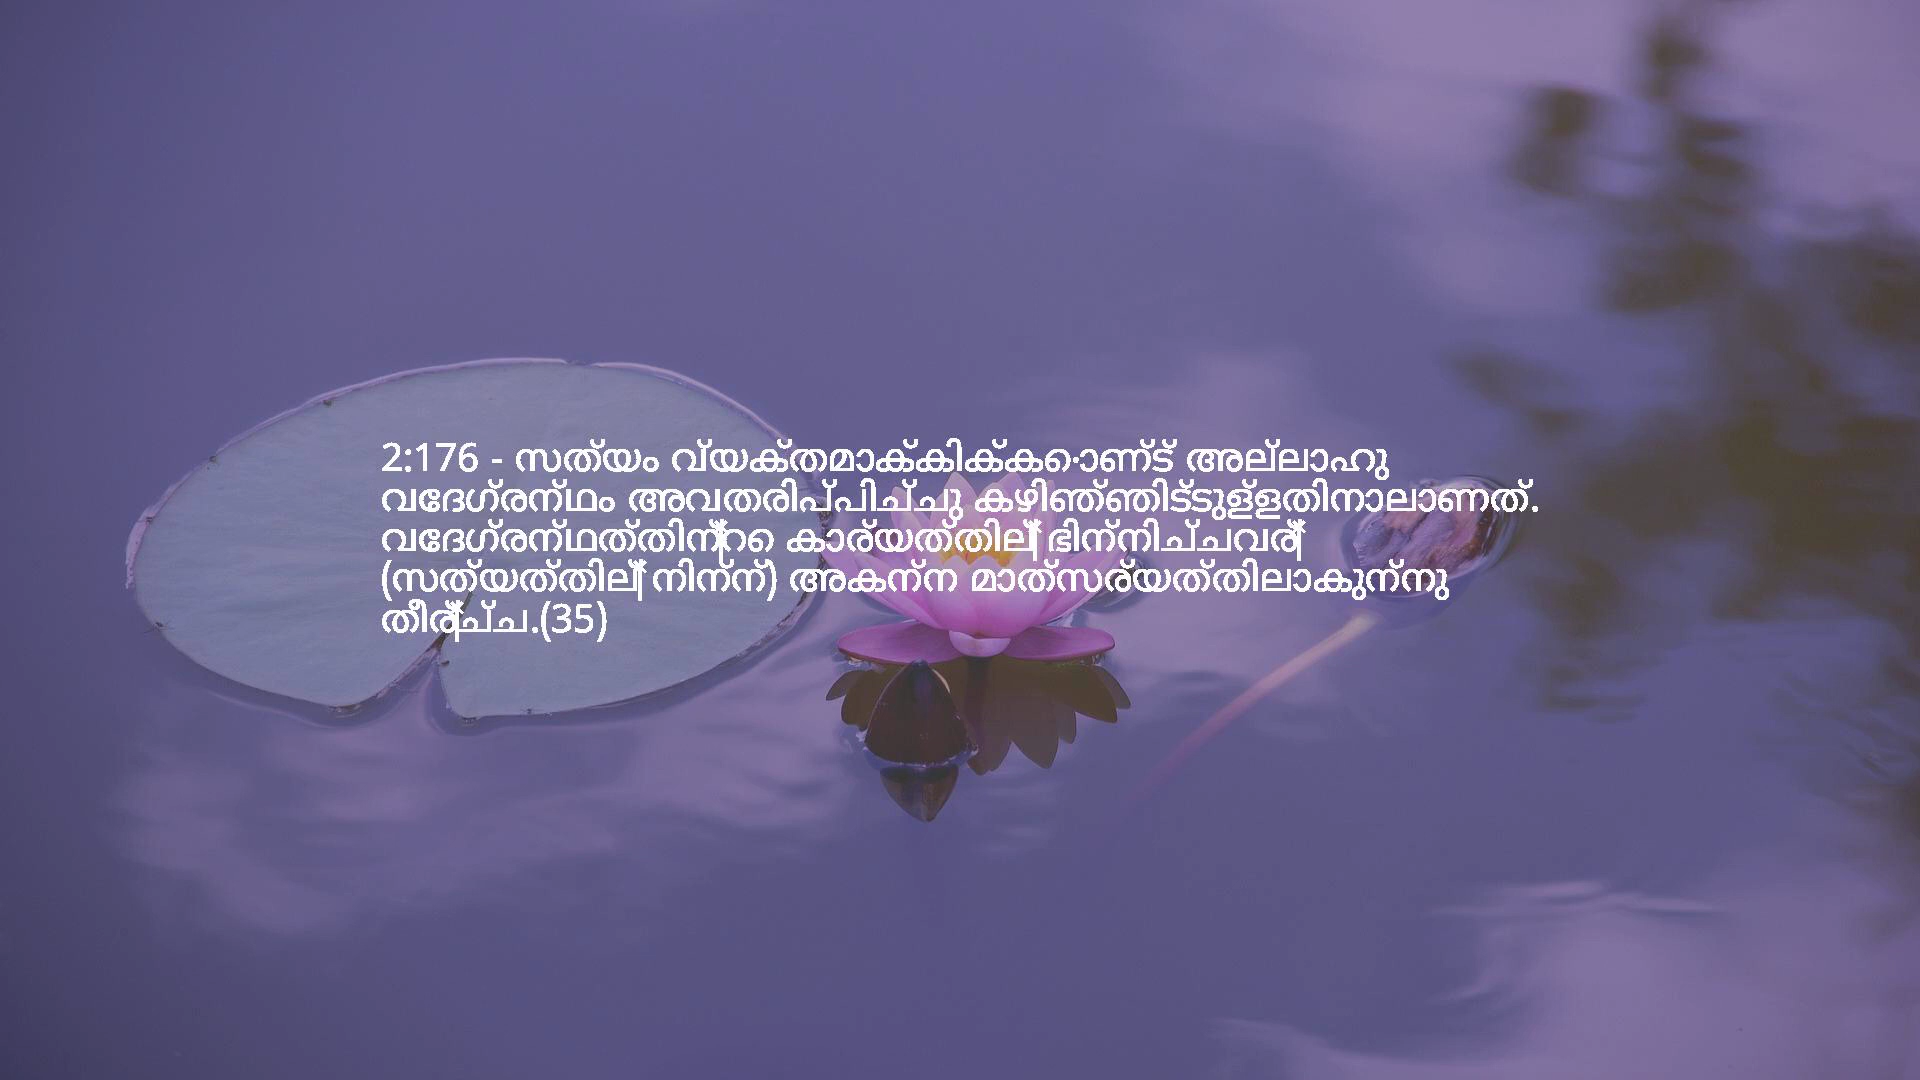 2:176 - സത്യം വ്യക്തമാക്കിക്കൊണ്ട് അല്ലാഹു
വേദഗ്രന്ഥം അവതരിപ്പിച്ചു കഴിഞ്ഞിട്ടുള്ളതിനാലാണത്.
വേദഗ്രന്ഥത്തിന്‍റെ കാര്യത്തില്‍ ഭിന്നിച്ചവര്‍
(സത്യത്തില്‍ നിന്ന്) അകന്ന മാത്സര്യത്തിലാകുന്നു
തീര്‍ച്ച.(35)